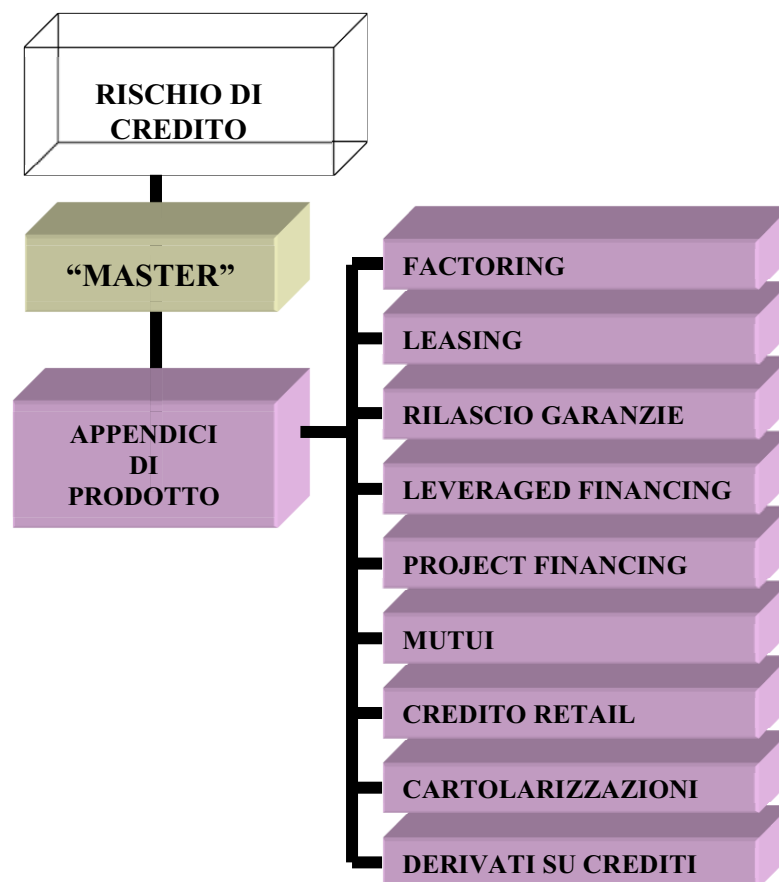 RISCHIO DI
CREDITO
“MASTER”
APPENDICI
DI
PRODOTTO
FACTORING
LEASING
RILASCIO GARANZIE
LEVERAGED FINANCING
PROJECT FINANCING
MUTUI
CREDITO RETAIL
CARTOLARIZZAZIONI
DERIVATI SU CREDITI